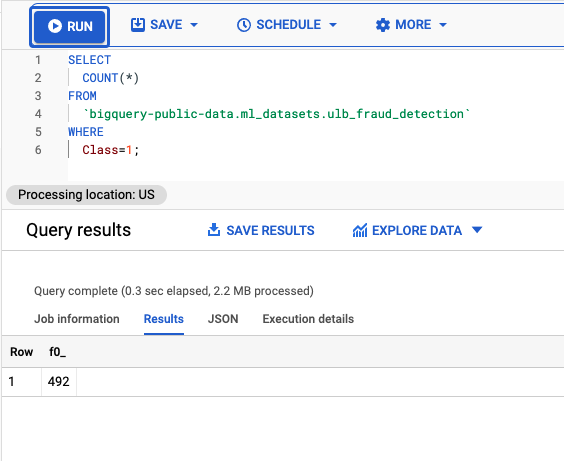 RUN SAVE SCHEDULE MORE
1 SELECT
2 COUNT(*)
3 FROM
4 `bigquery-public-data.ml_datasets.ulb_fraud_detection`
5 WHERE
6 Class=1;
Processing location: US
Query results SAVE RESULTS EXPLORE DATA
Query complete (0.3 sec elapsed, 2.2 MB processed)
Job information Results JSON Execution details
Row f0_
1 492